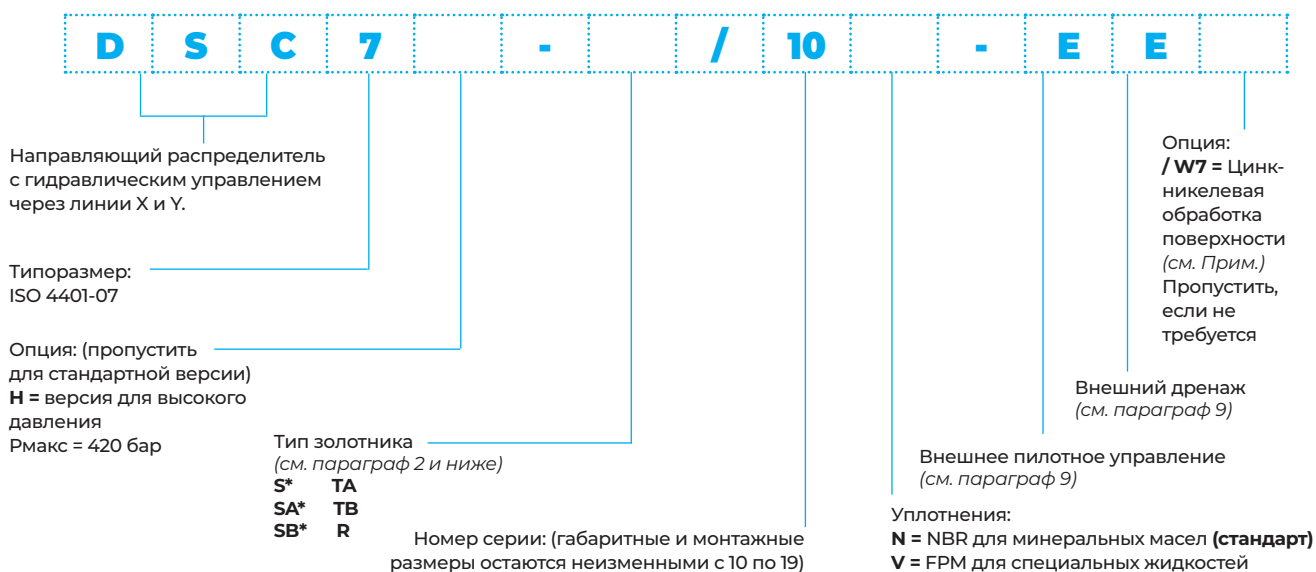 D S C 7 - / 10 - E E
Направляющий распределитель
с гидравлическим управлением
через линии X и Y.
Типоразмер:
ISO 4401-07
Опция: (пропустить
для стандартной версии)
H = версия для высокого
давления
Pмакс = 420 бар
Тип золотника
(см. параграф 2 и ниже)
S* TA
SA* TB
SB* R
Номер серии: (габаритные и монтажные
размеры остаются неизменными с 10 по 19)
Уплотнения:
N = NBR для минеральных масел (стандарт)
V = FPM для специальных жидкостей
Внешнее пилотное управление
(см. параграф 9)
Внешний дренаж
(см. параграф 9)
Опция:
/ W7 = Цинк-
никелевая
обработка
поверхности
(см. Прим.)
Пропустить,
если не
требуется